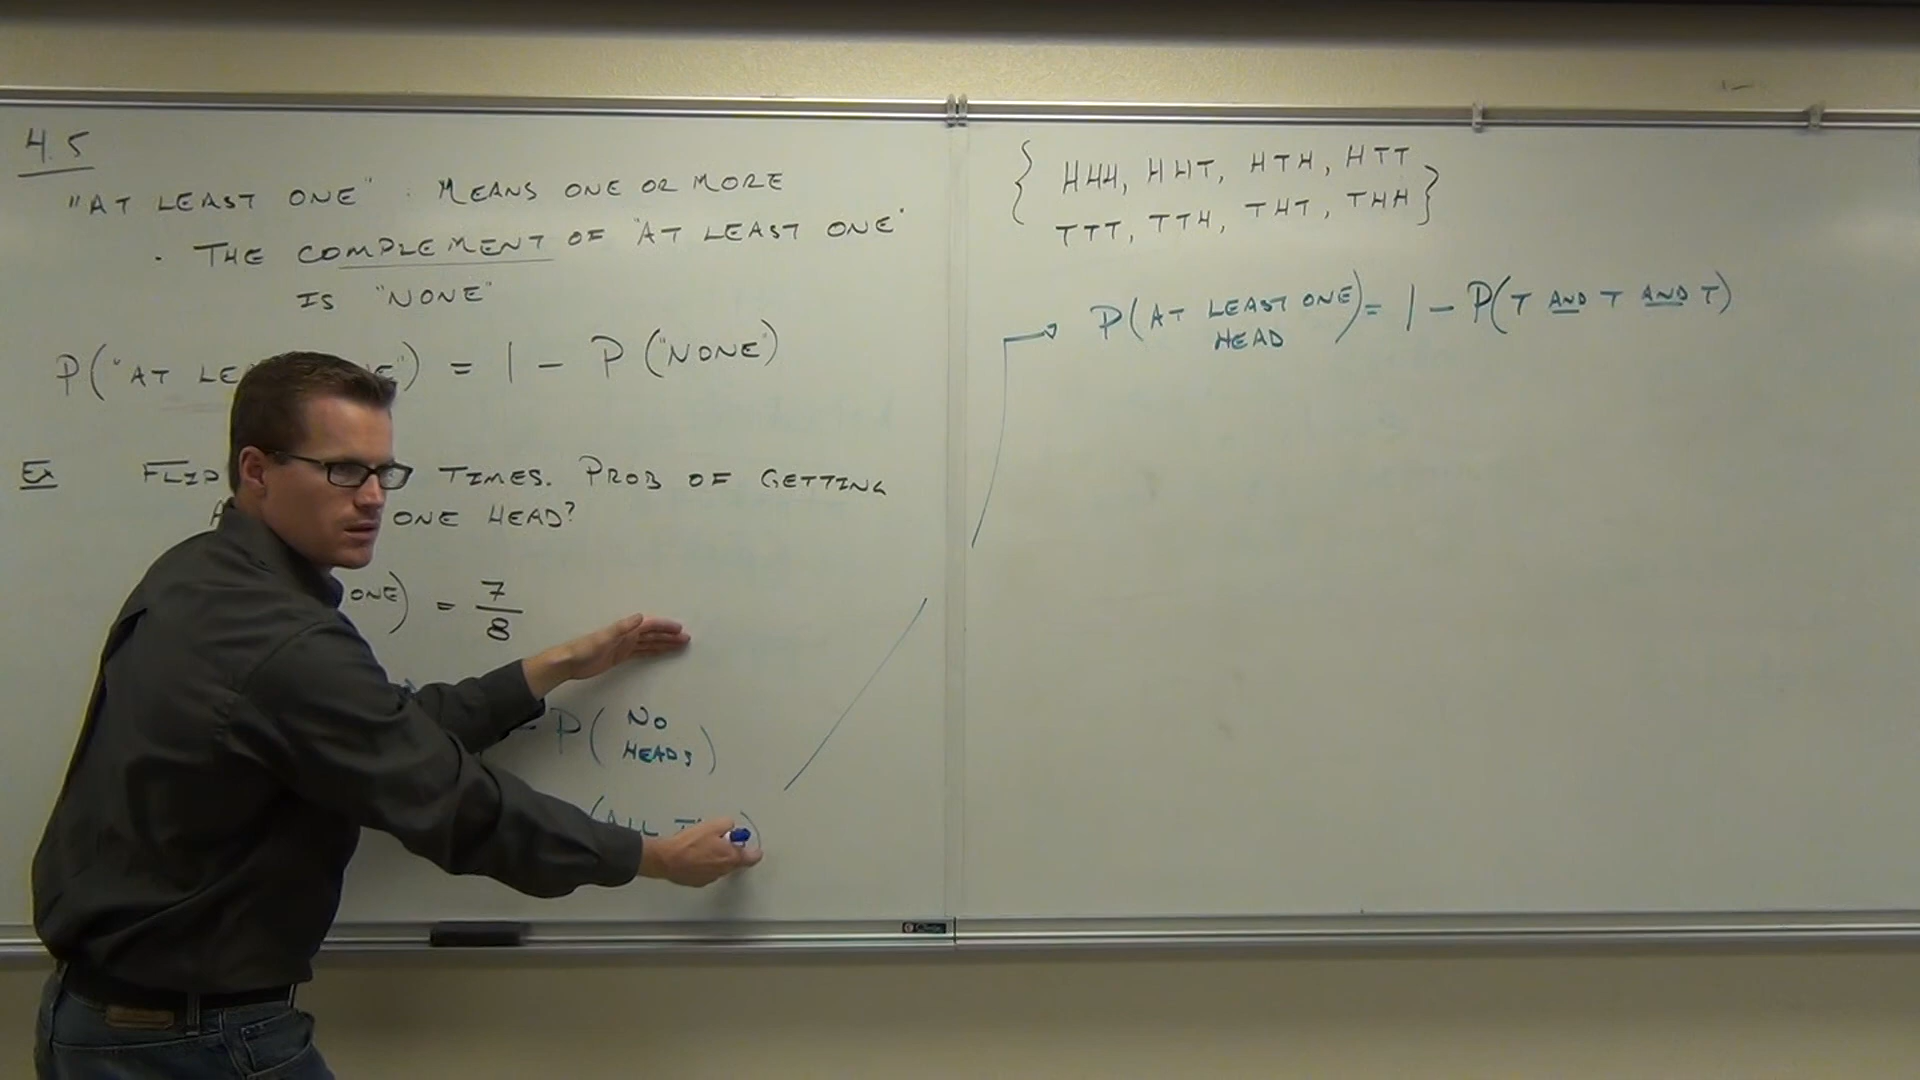 4.5
"AT LEAST ONE" : MEANS ONE OR MORE
· THE COMPLEMENT OF "AT LEAST ONE"
IS "NONE"
P("AT LE E") = 1 - P("NONE")
EX FLIP TIMES. PROB OF GETTING
A ONE HEAD?
ONE) = 7/8
- P(NO
HEADS)
(ALL T )
{ HHH, HHT, HTH, HTT
TTT, TTH, THT, THH }
P(AT LEAST ONE) = 1 - P(T AND T AND T)
HEAD